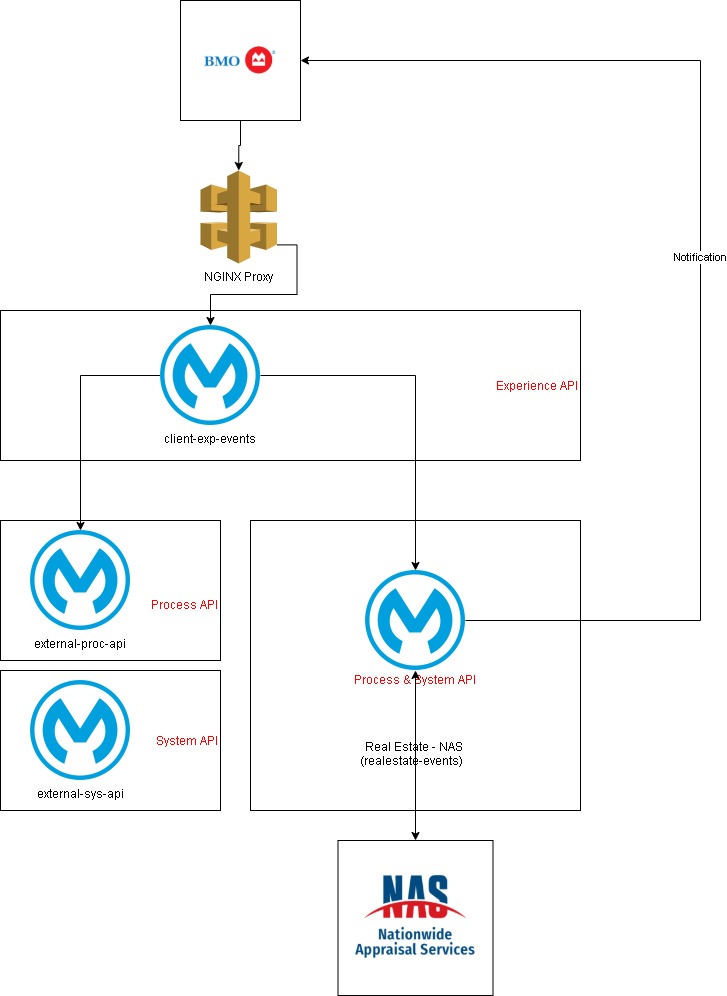 BMO
NGINX Proxy
Notification
Experience API
client-exp-events
Process API
external-proc-api
Process & System API
System API
Real Estate - NAS
(realestate-events)
external-sys-api
NAS
Nationwide
Appraisal Services